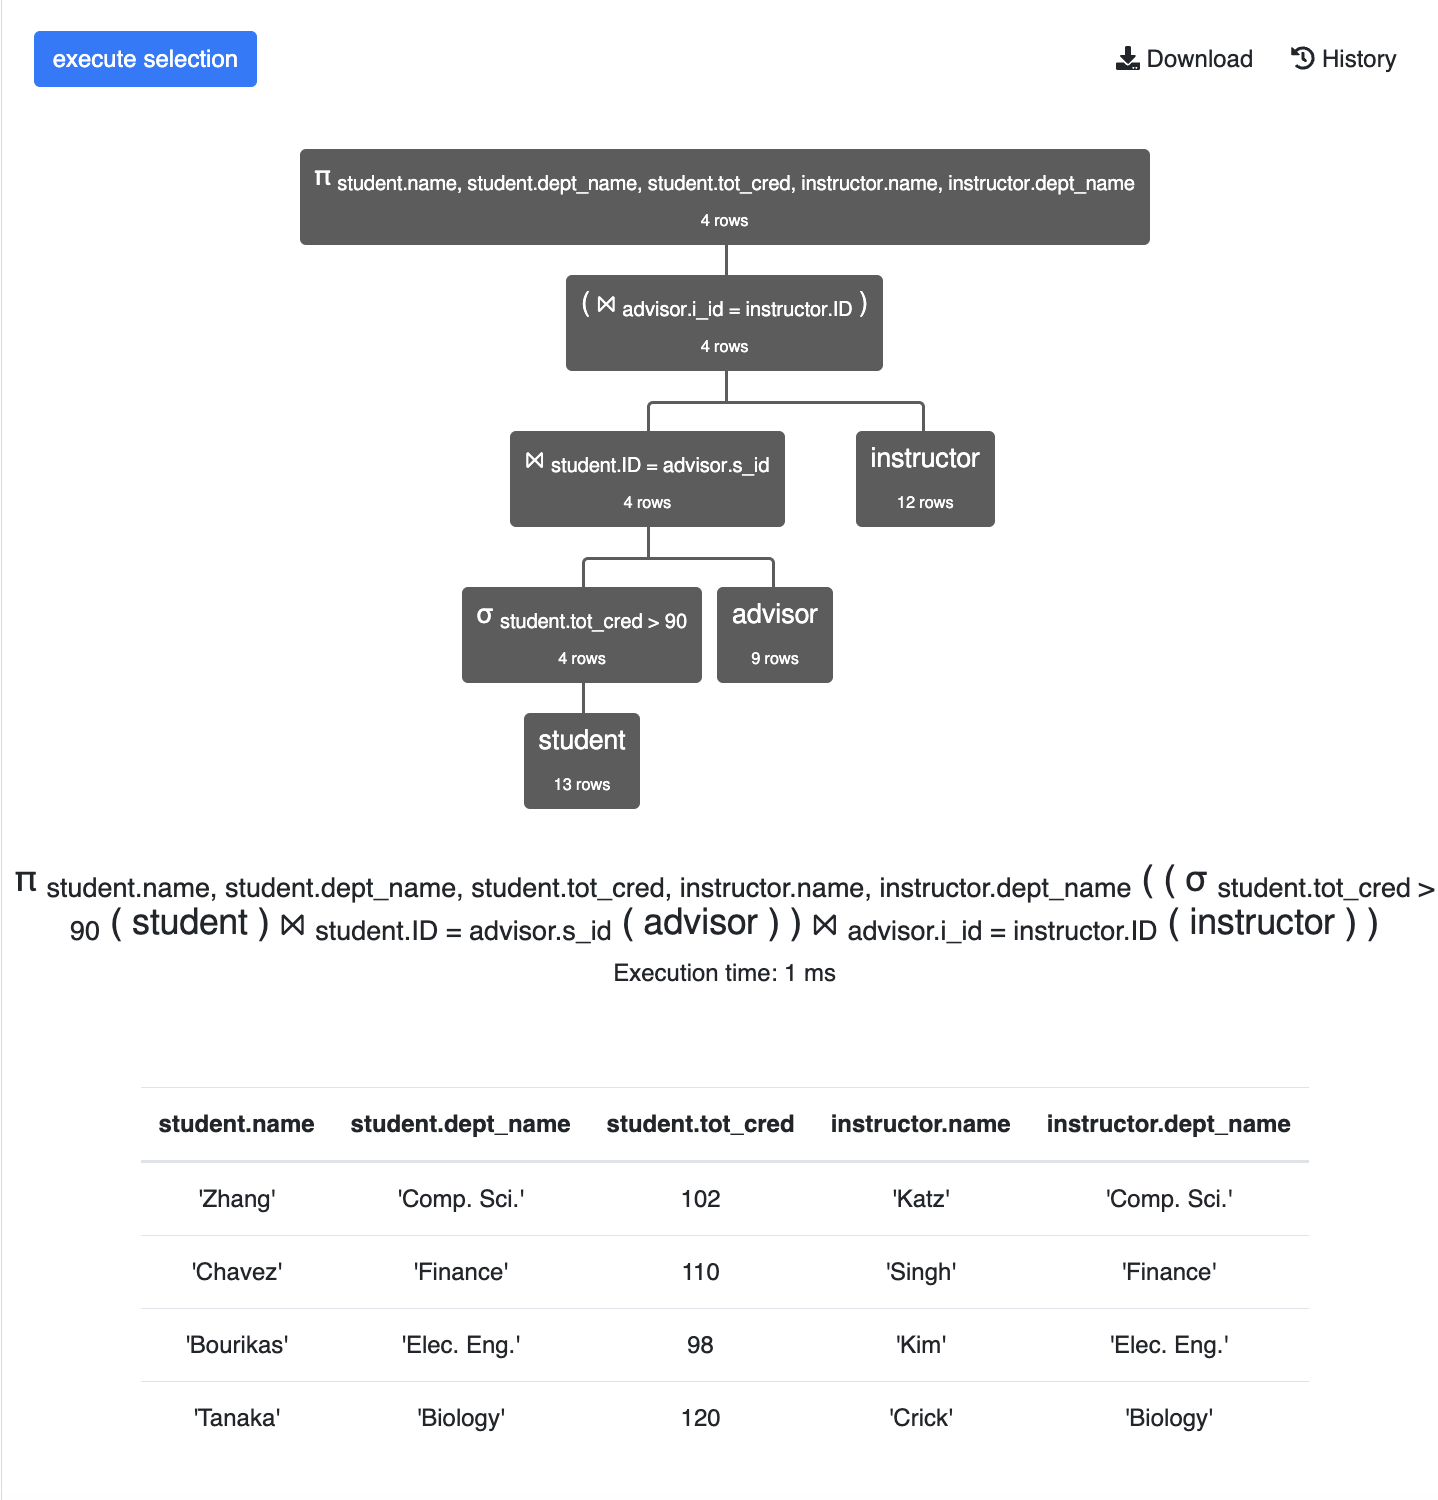 execute selection
Download
History
π student.name, student.dept_name, student.tot_cred, instructor.name, instructor.dept_name
4 rows
( ⋈ advisor.i_id = instructor.ID )
4 rows
⋈ student.ID = advisor.s_id
4 rows
instructor
12 rows
σ student.tot_cred > 90
4 rows
advisor
9 rows
student
13 rows
π student.name, student.dept_name, student.tot_cred, instructor.name, instructor.dept_name ( ( σ student.tot_cred >
90 ( student ) ⋈ student.ID = advisor.s_id ( advisor ) ) ⋈ advisor.i_id = instructor.ID ( instructor ) )
Execution time: 1 ms
student.name student.dept_name student.tot_cred instructor.name instructor.dept_name
'Zhang' 'Comp. Sci.' 102 'Katz' 'Comp. Sci.'
'Chavez' 'Finance' 110 'Singh' 'Finance'
'Bourikas' 'Elec. Eng.' 98 'Kim' 'Elec. Eng.'
'Tanaka' 'Biology' 120 'Crick' 'Biology'